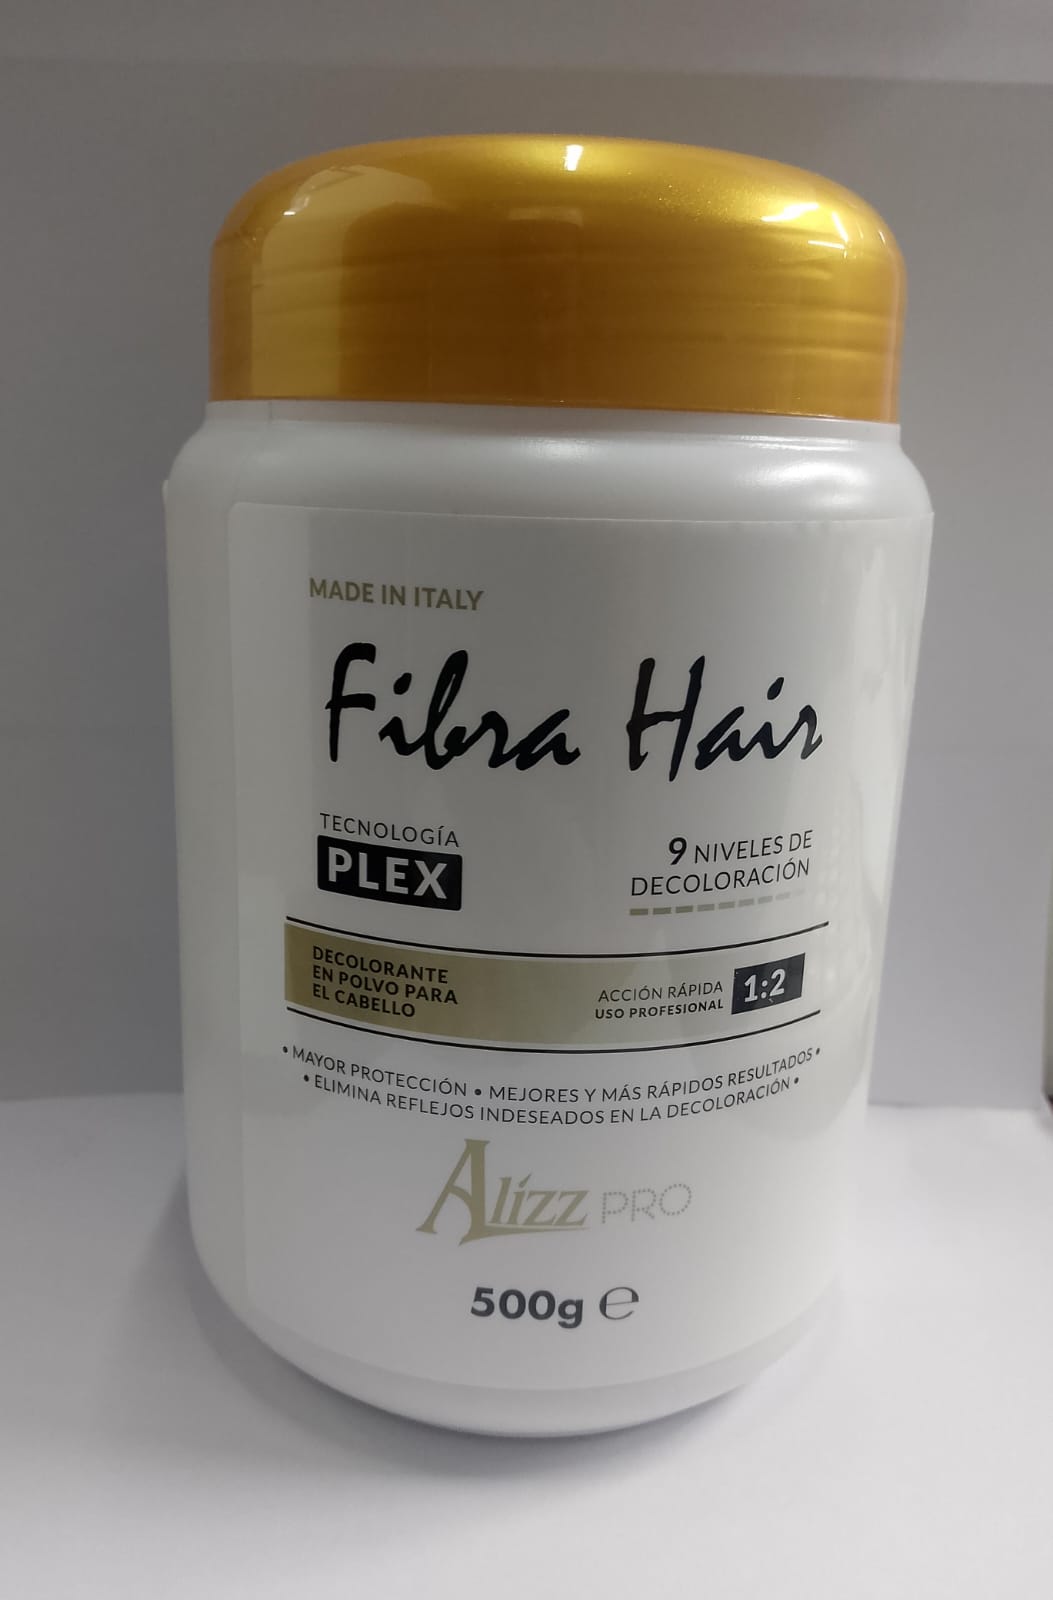 MADE IN ITALY
Fibra Hair
TECNOLOGÍA
PLEX
9 NIVELES DE
DECOLORACIÓN
DECOLORANTE
EN POLVO PARA
EL CABELLO
ACCIÓN RÁPIDA
USO PROFESIONAL
1:2
• MAYOR PROTECCIÓN • MEJORES Y MÁS RÁPIDOS RESULTADOS •
• ELIMINA REFLEJOS INDESEADOS EN LA DECOLORACIÓN •
Alizz PRO
500g ℮